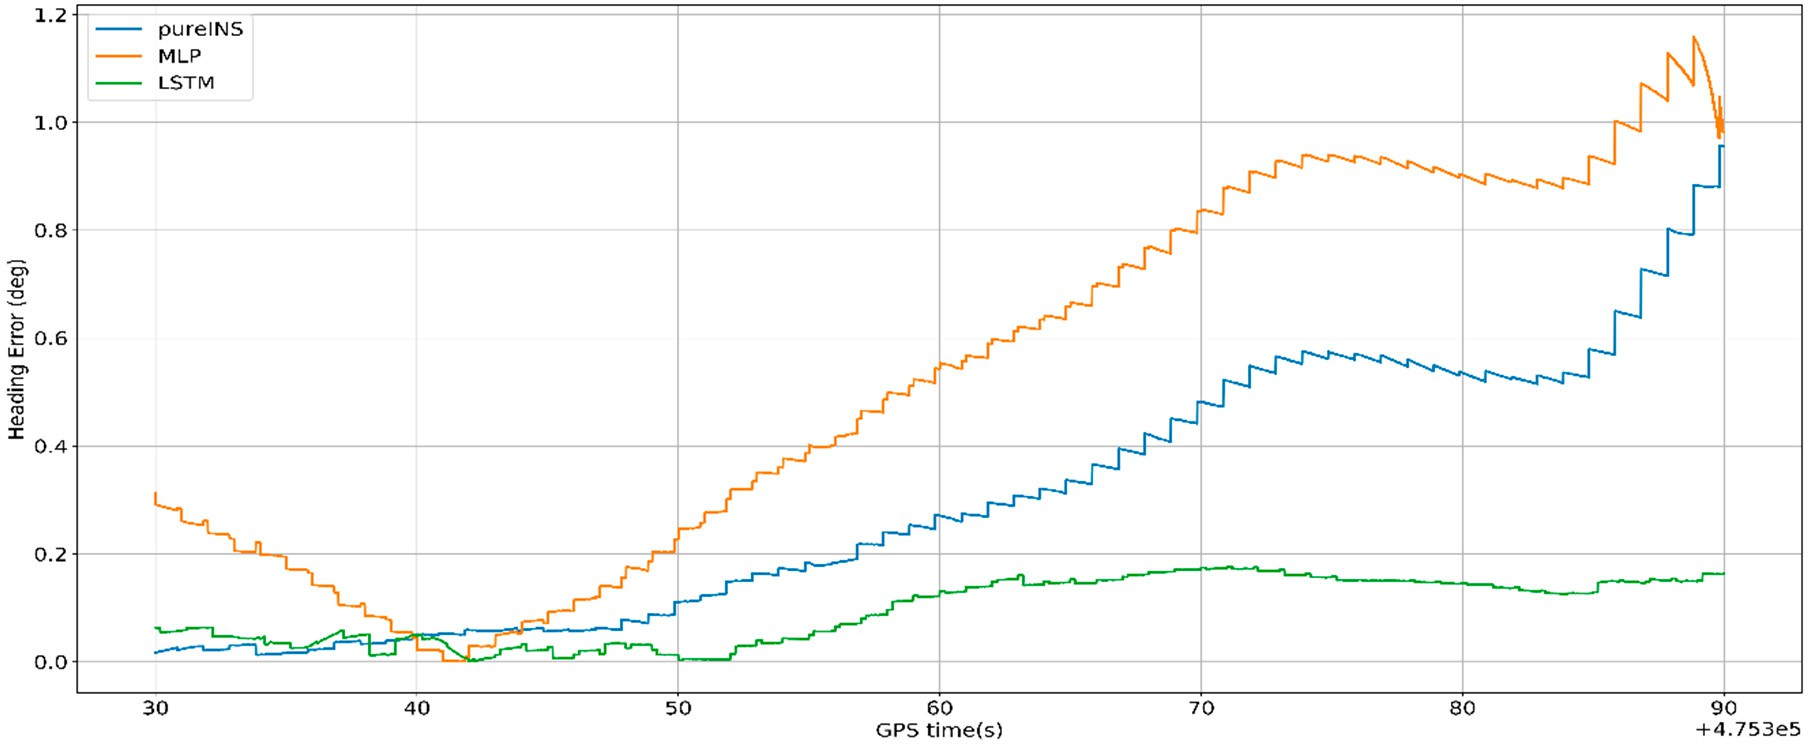 pureINS
MLP
LSTM
1.2
1.0
0.8
0.6
0.4
0.2
0.0
Heading Error (deg)
30 40 50 60 70 80 90
GPS time(s)
+4.753e5